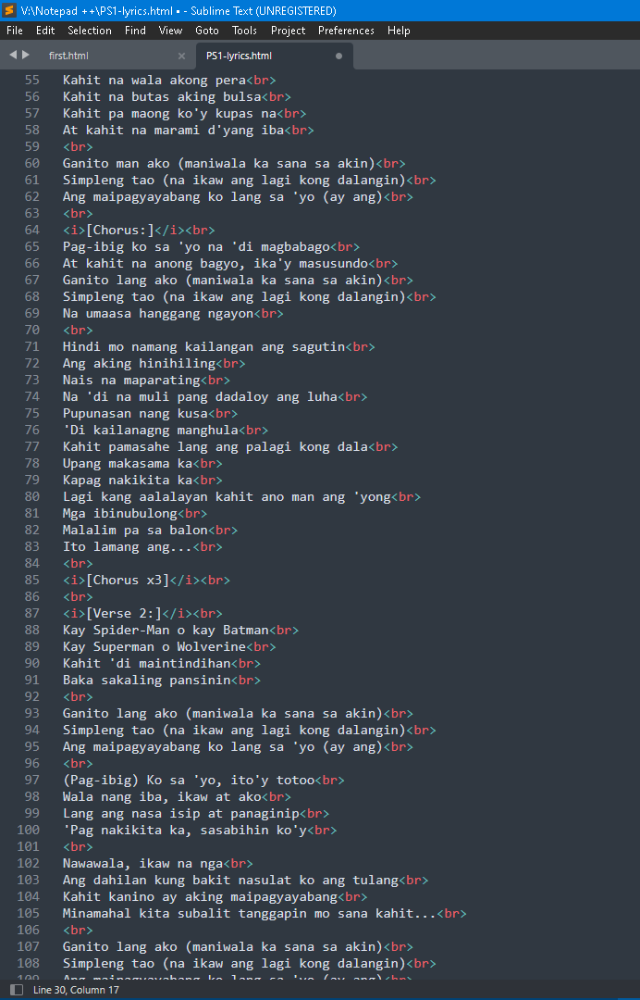 V:\Notepad ++\PS1-lyrics.html • - Sublime Text (UNREGISTERED)
File Edit Selection Find View Goto Tools Project Preferences Help
first.html × PS1-lyrics.html
55 Kahit na wala akong pera<br>
56 Kahit na butas aking bulsa<br>
57 Kahit pa maong ko'y kupas na<br>
58 At kahit na marami d'yang iba<br>
59 <br>
60 Ganito man ako (maniwala ka sana sa akin)<br>
61 Simpleng tao (na ikaw ang lagi kong dalangin)<br>
62 Ang maipagyayabang ko lang sa 'yo (ay ang)<br>
63 <br>
64 <i>[Chorus:]</i><br>
65 Pag-ibig ko sa 'yo na 'di magbabago<br>
66 At kahit na anong bagyo, ika'y masusundo<br>
67 Ganito lang ako (maniwala ka sana sa akin)<br>
68 Simpleng tao (na ikaw ang lagi kong dalangin)<br>
69 Na umaasa hanggang ngayon<br>
70 <br>
71 Hindi mo namang kailangan ang sagutin<br>
72 Ang aking hinihiling<br>
73 Nais na maparating<br>
74 Na 'di na muli pang dadaloy ang luha<br>
75 Pupunasan nang kusa<br>
76 'Di kailanagng manghula<br>
77 Kahit pamasahe lang ang palagi kong dala<br>
78 Upang makasama ka<br>
79 Kapag nakikita ka<br>
80 Lagi kang aalalayan kahit ano man ang 'yong<br>
81 Mga ibinubulong<br>
82 Malalim pa sa balon<br>
83 Ito lamang ang...<br>
84 <br>
85 <i>[Chorus x3]</i><br>
86 <br>
87 <i>[Verse 2:]</i><br>
88 Kay Spider-Man o kay Batman<br>
89 Kay Superman o Wolverine<br>
90 Kahit 'di maintindihan<br>
91 Baka sakaling pansinin<br>
92 <br>
93 Ganito lang ako (maniwala ka sana sa akin)<br>
94 Simpleng tao (na ikaw ang lagi kong dalangin)<br>
95 Ang maipagyayabang ko lang sa 'yo (ay ang)<br>
96 <br>
97 (Pag-ibig) Ko sa 'yo, ito'y totoo<br>
98 Wala nang iba, ikaw at ako<br>
99 Lang ang nasa isip at panaginip<br>
100 'Pag nakikita ka, sasabihin ko'y<br>
101 <br>
102 Nawawala, ikaw na nga<br>
103 Ang dahilan kung bakit nasulat ko ang tulang<br>
104 Kahit kanino ay aking maipagyayabang<br>
105 Minamahal kita subalit tanggapin mo sana kahit...<br>
106 <br>
107 Ganito lang ako (maniwala ka sana sa akin)<br>
108 Simpleng tao (na ikaw ang lagi kong dalangin)<br>
109 Ang maipagyayabang ko lang sa 'yo (ay ang)<br>
Line 30, Column 17